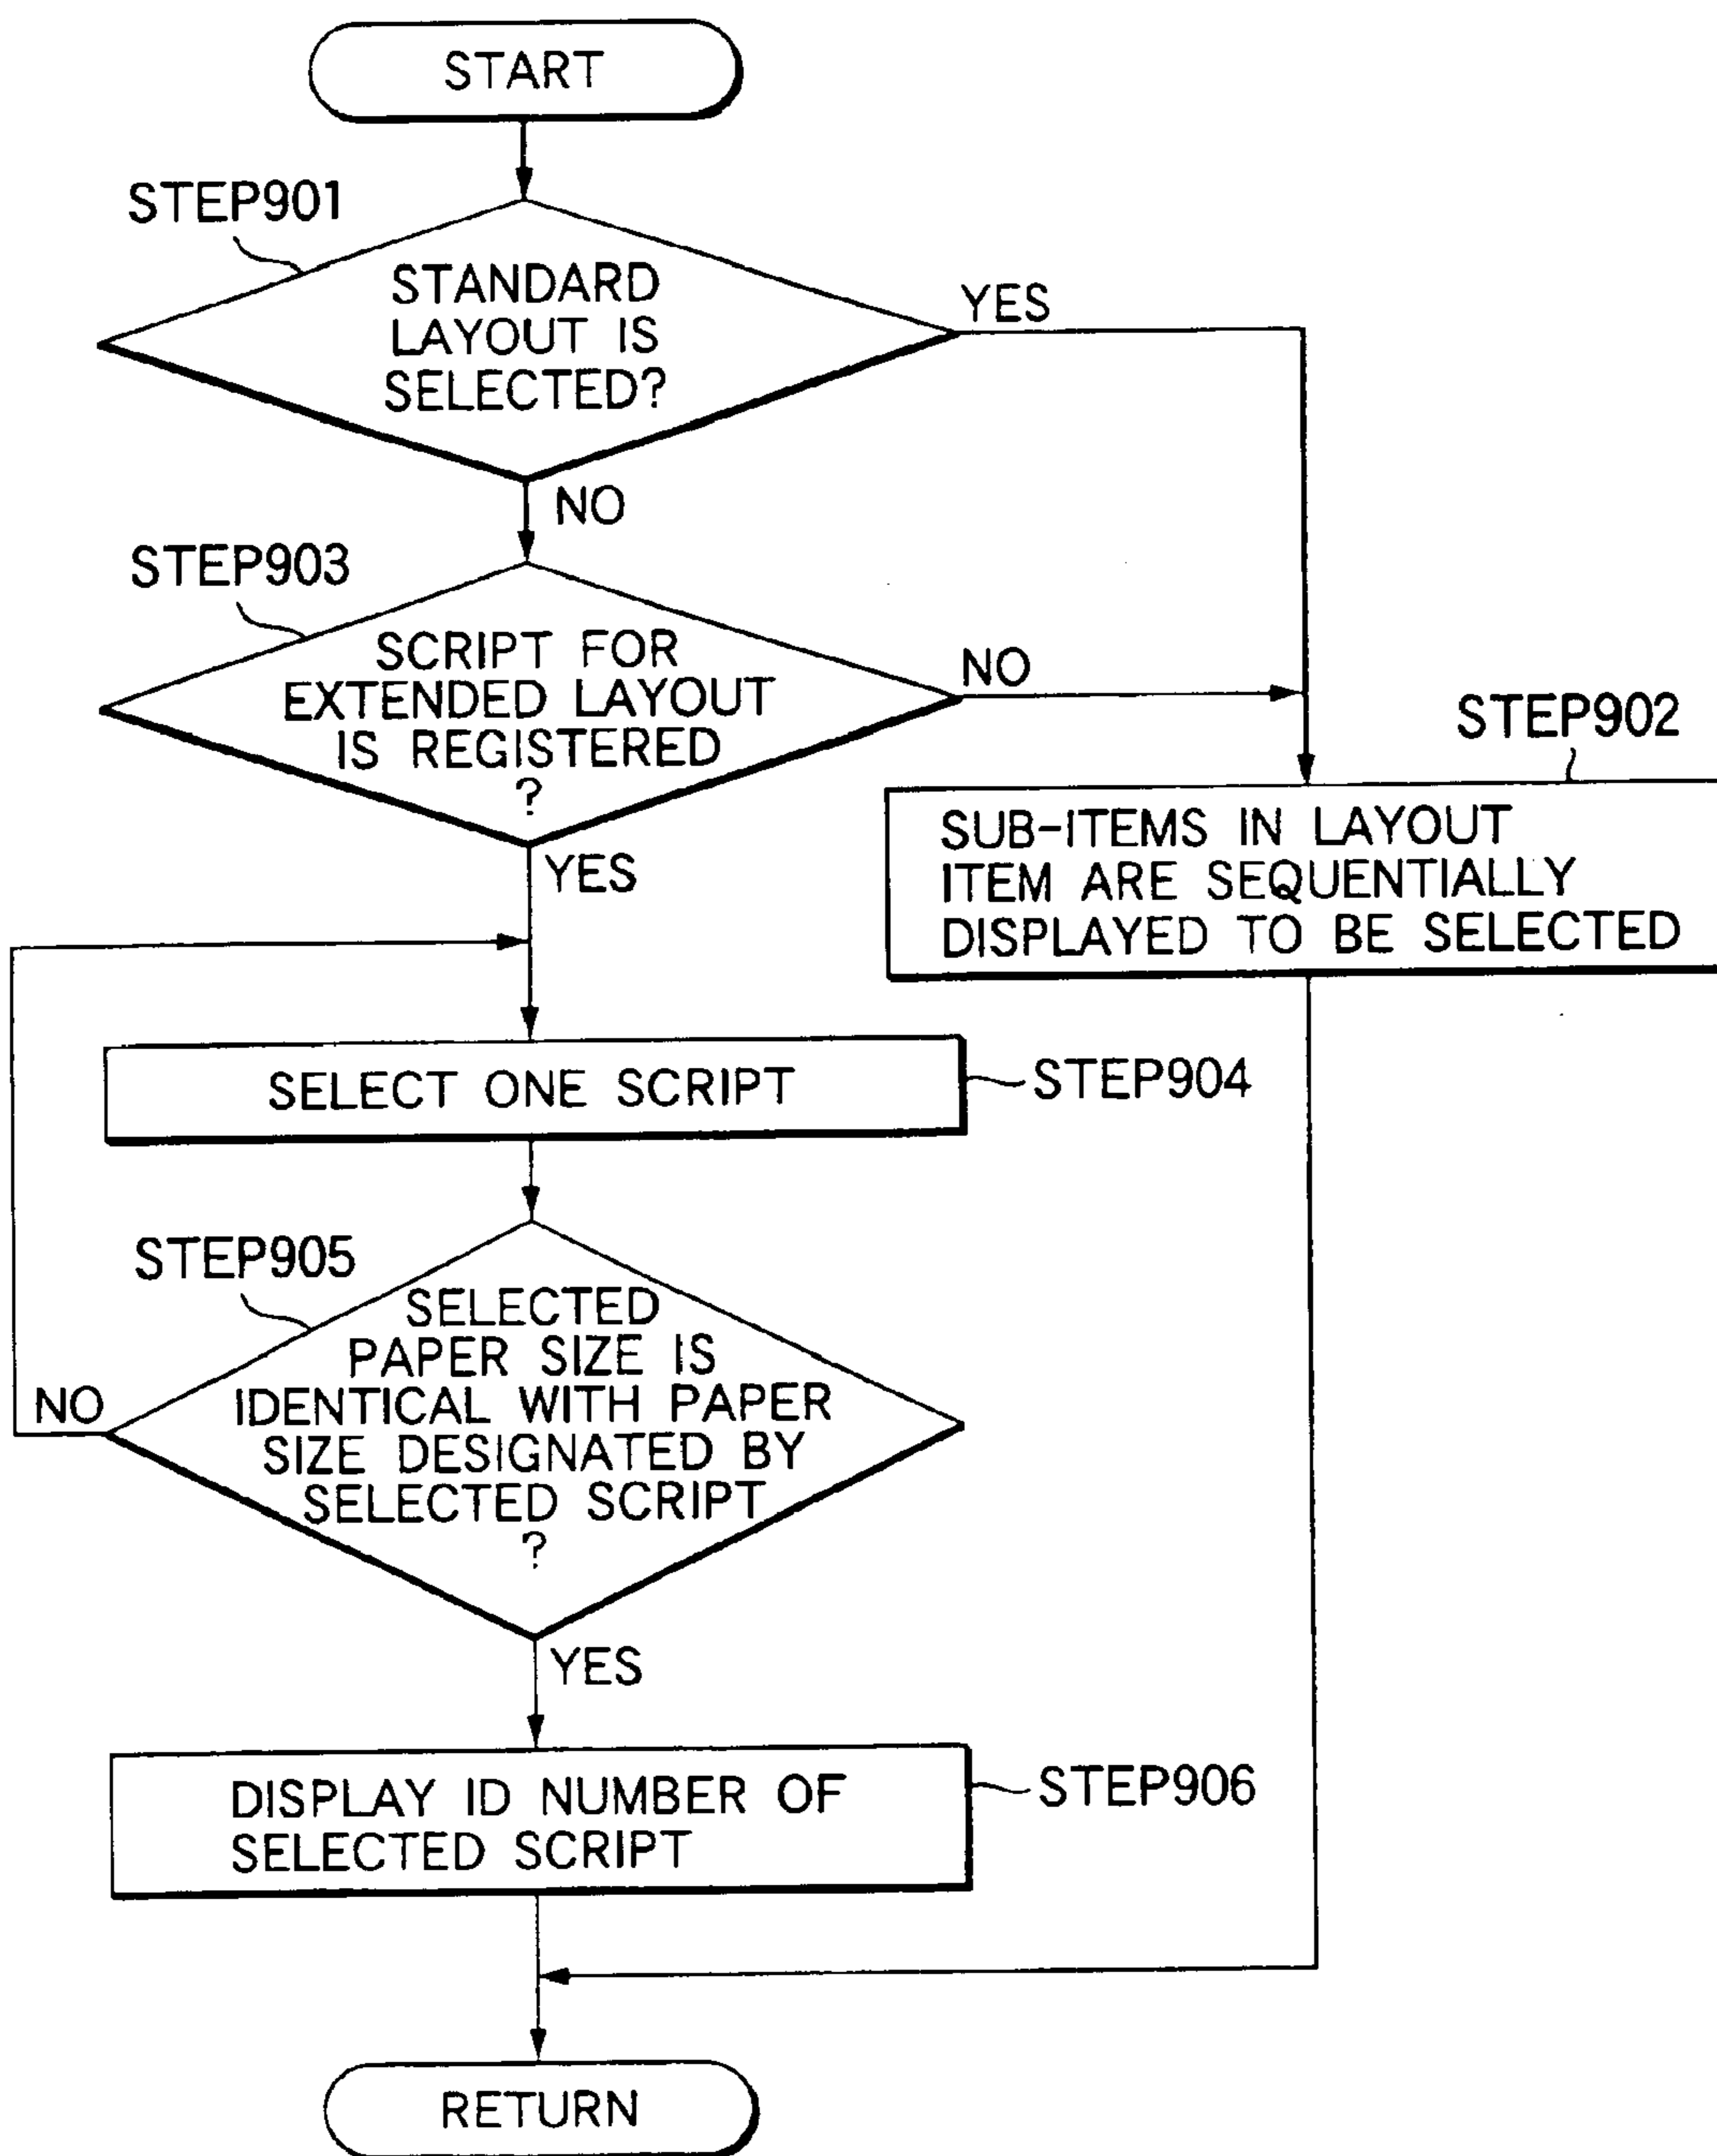 START
STEP901
STANDARD
LAYOUT IS
SELECTED?
YES
NO
STEP903
SCRIPT FOR
EXTENDED LAYOUT
IS REGISTERED
?
NO
YES
STEP902
SUB-ITEMS IN LAYOUT
ITEM ARE SEQUENTIALLY
DISPLAYED TO BE SELECTED
SELECT ONE SCRIPT
STEP904
STEP905
SELECTED
PAPER SIZE IS
IDENTICAL WITH PAPER
SIZE DESIGNATED BY
SELECTED SCRIPT
?
NO
YES
DISPLAY ID NUMBER OF
SELECTED SCRIPT
STEP906
RETURN